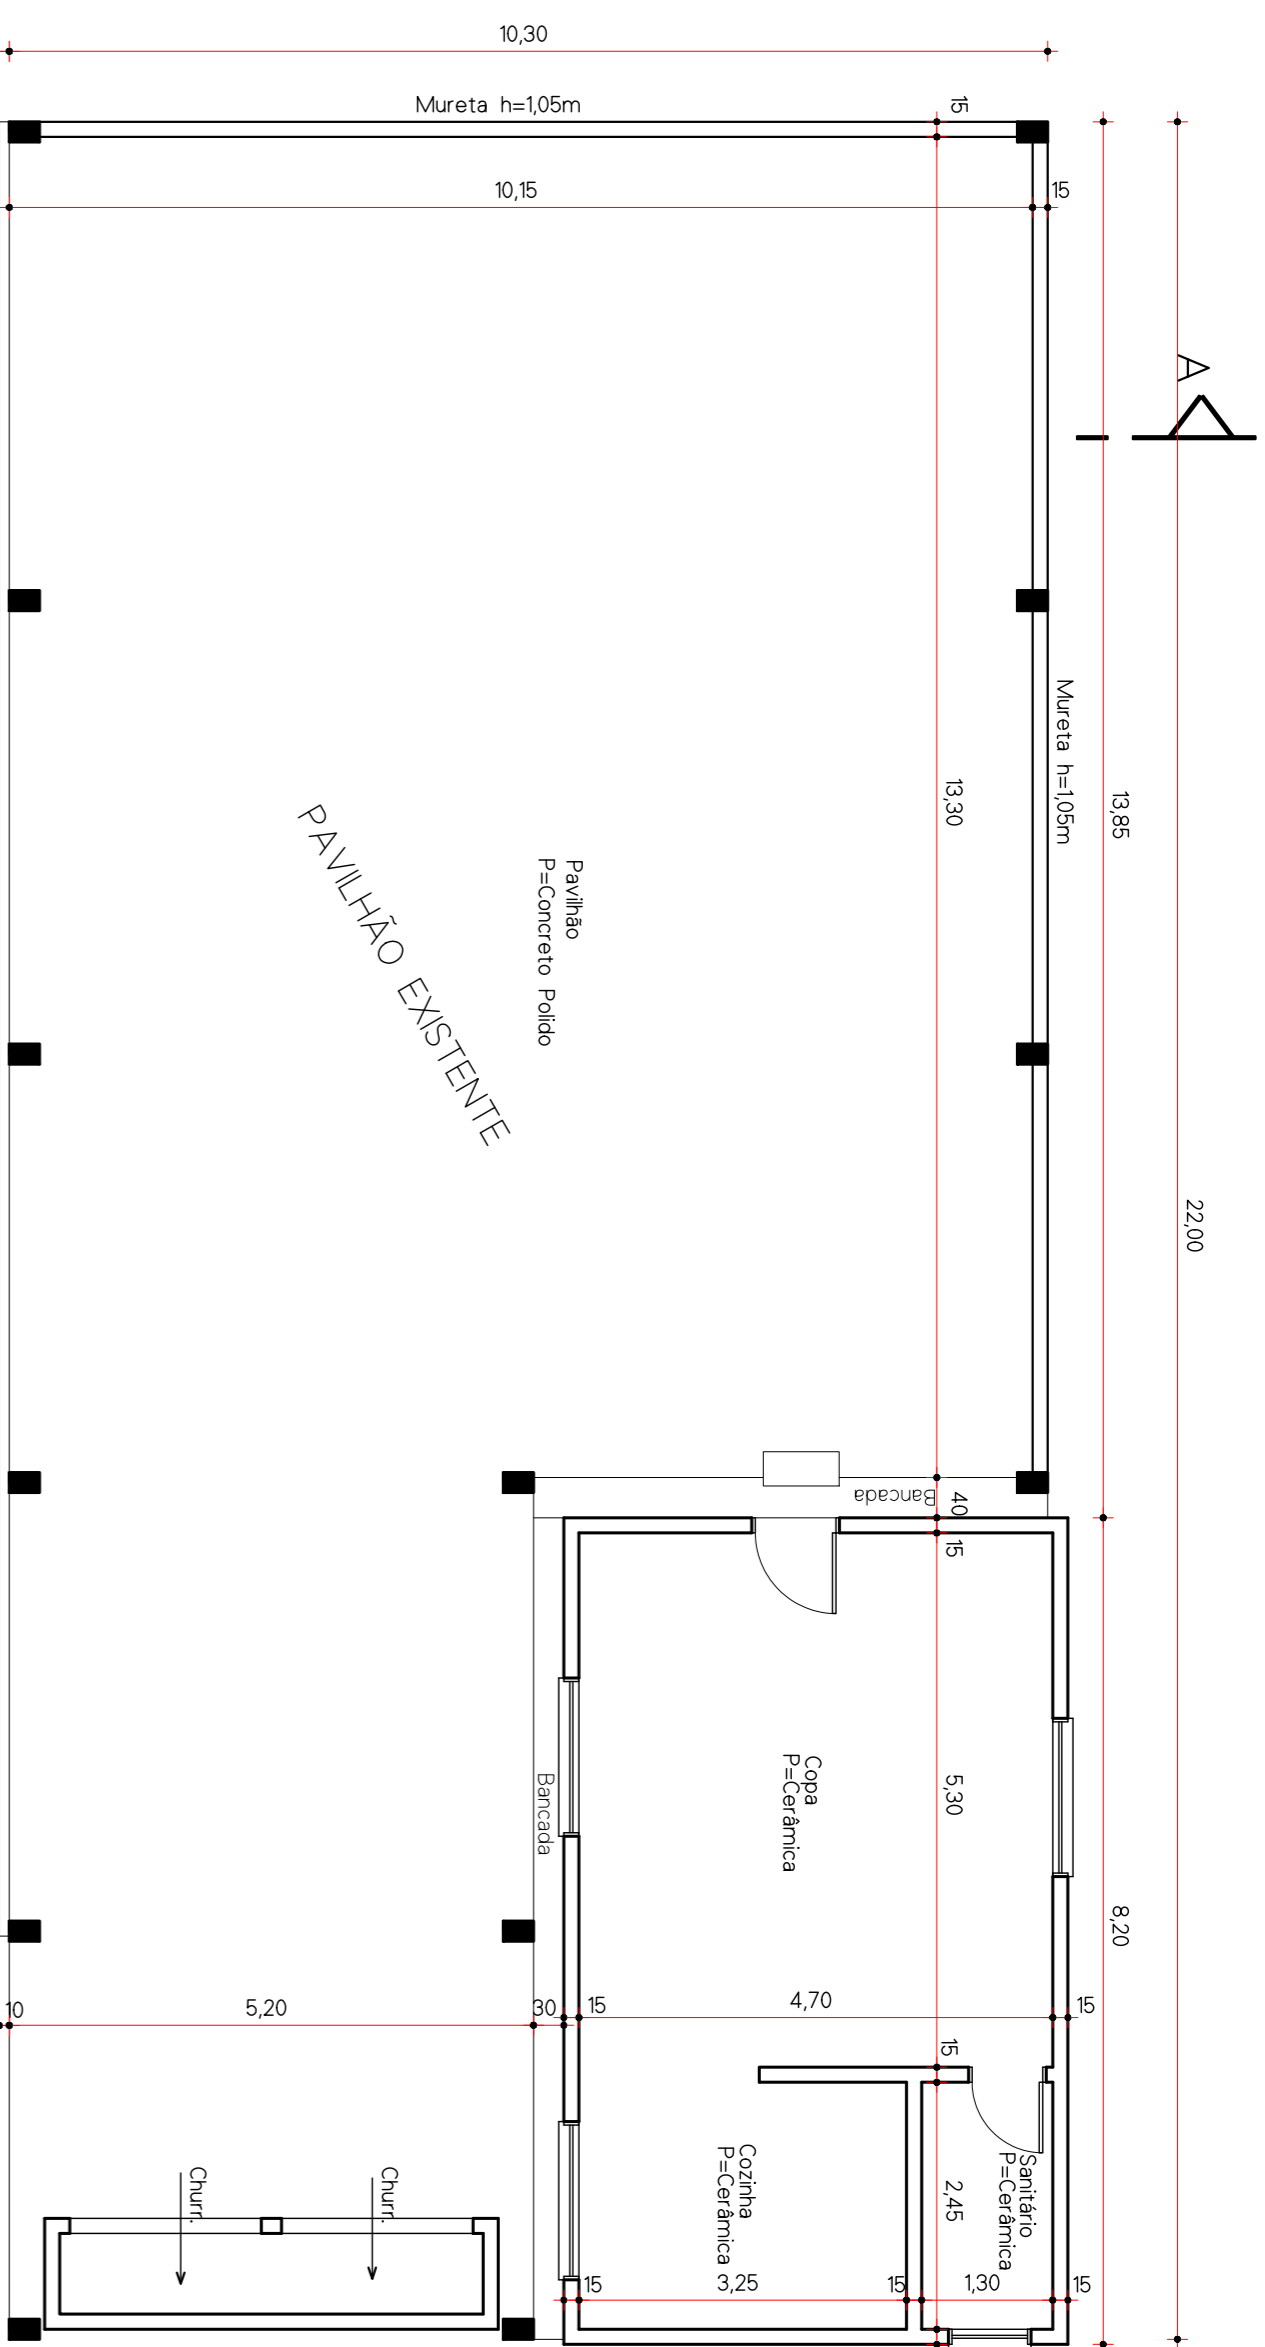 10,30
Mureta h=1,05m
15
10,15
15
A
Mureta h=1,05m
13,30
13,85
22,00
Pavilhão
P=Concreto Polido
PAVILHÃO EXISTENTE
Bancada
40
15
Copa
P=Cerâmica
5,30
Bancada
8,20
10
5,20
30
15
4,70
15
15
Churr.
Churr.
Cozinha
P=Cerâmica
2,45
Sanitário
P=Cerâmica
15
3,25
15
1,30
15